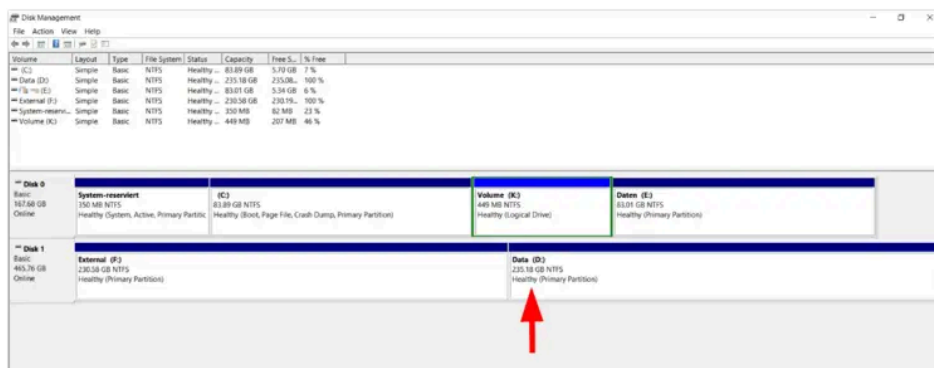 Disk Management
File Action View Help
Volume Layout Type File System Status Capacity Free S... % Free
(C:) Simple Basic NTFS Healthy ... 83.89 GB 5.70 GB 7 %
Data (D:) Simple Basic NTFS Healthy ... 235.18 GB 235.08... 100 %
(E:) Simple Basic NTFS Healthy ... 83.01 GB 5.34 GB 6 %
External (F:) Simple Basic NTFS Healthy ... 230.58 GB 230.19... 100 %
System-reservi... Simple Basic NTFS Healthy ... 350 MB 82 MB 23 %
Volume (K:) Simple Basic NTFS Healthy ... 449 MB 207 MB 46 %
Disk 0
Basic
167.68 GB
Online
System-reserviert
350 MB NTFS
Healthy (System, Active, Primary Partitic
(C:)
83.89 GB NTFS
Healthy (Boot, Page File, Crash Dump, Primary Partition)
Volume (K:)
449 MB NTFS
Healthy (Logical Drive)
Daten (E:)
83.01 GB NTFS
Healthy (Primary Partition)
Disk 1
Basic
465.76 GB
Online
External (F:)
230.58 GB NTFS
Healthy (Primary Partition)
Data (D:)
235.18 GB NTFS
Healthy (Primary Partition)